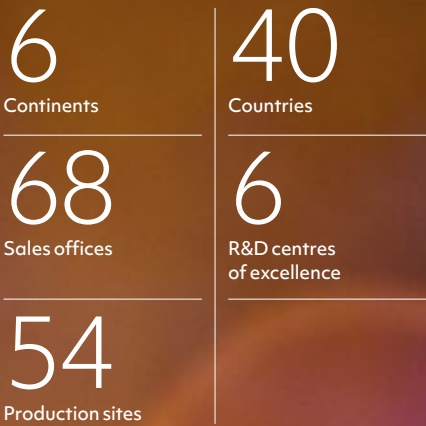 6
Continents
40
Countries
68
Sales offices
6
R&D centres
of excellence
54
Production sites